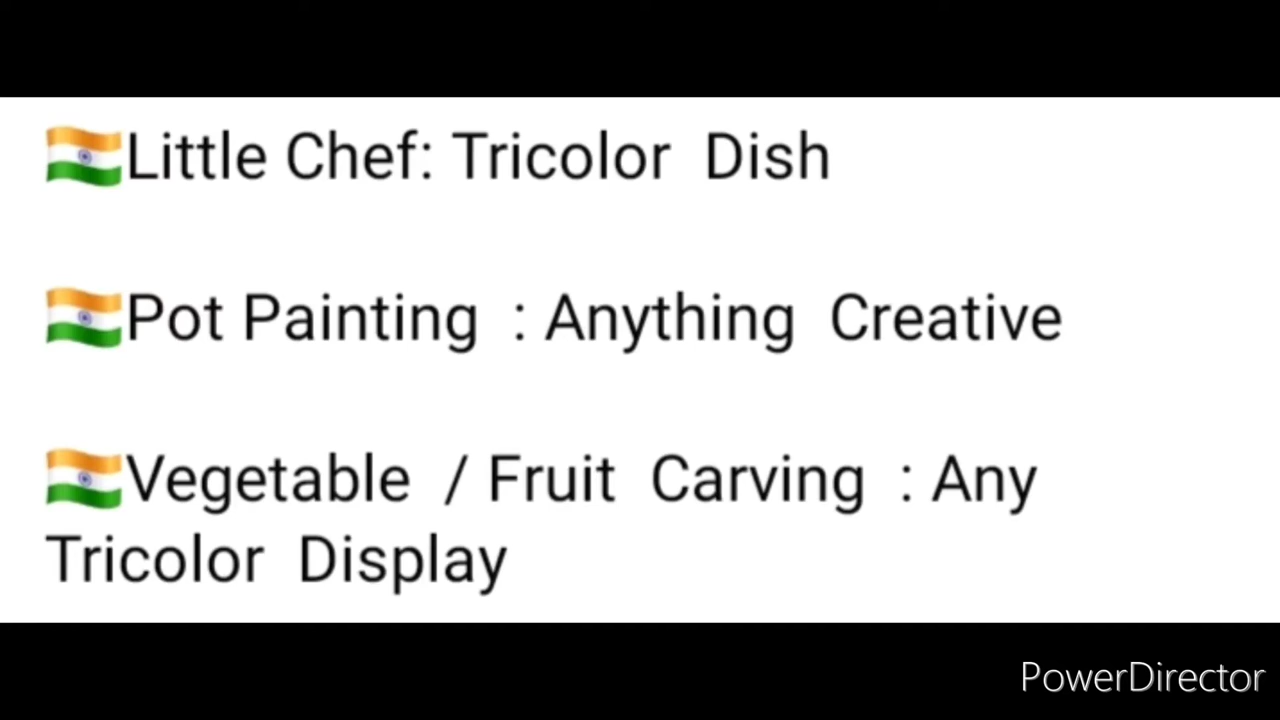 🇮🇳Little Chef: Tricolor Dish
🇮🇳Pot Painting : Anything Creative
🇮🇳Vegetable / Fruit Carving : Any
Tricolor Display
PowerDirector